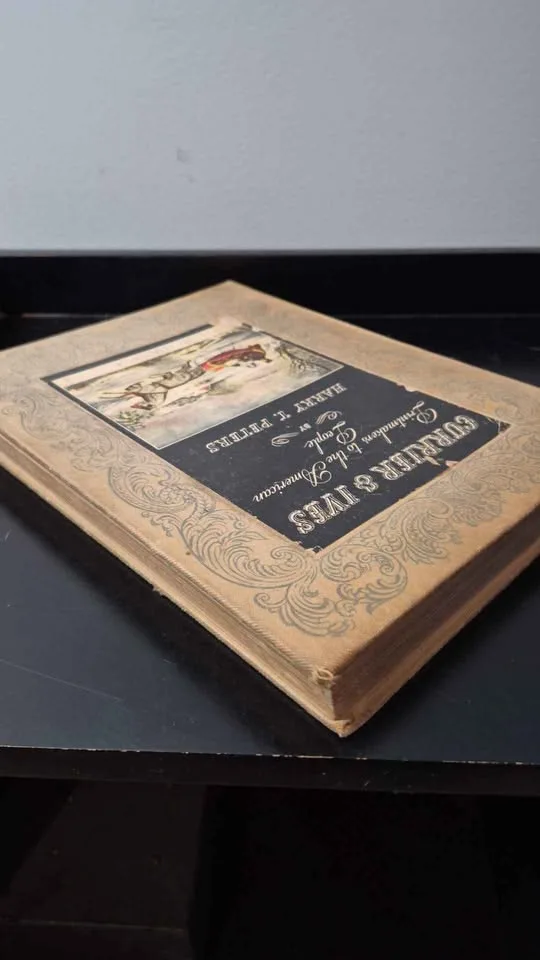 CURRIER & IVES
Printmakers to the American
People
BY
HARRY T. PETERS